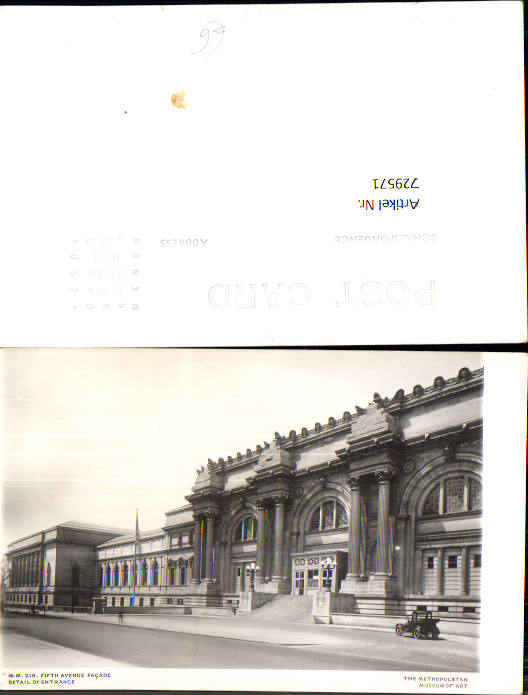 729571
Artikel Nr.
ADDRESS
CORRESPONDENCE
POST CARD
M.M. 218 - FIFTH AVENUE FAÇADE
DETAIL OF ENTRANCE
THE METROPOLITAN
MUSEUM OF ART